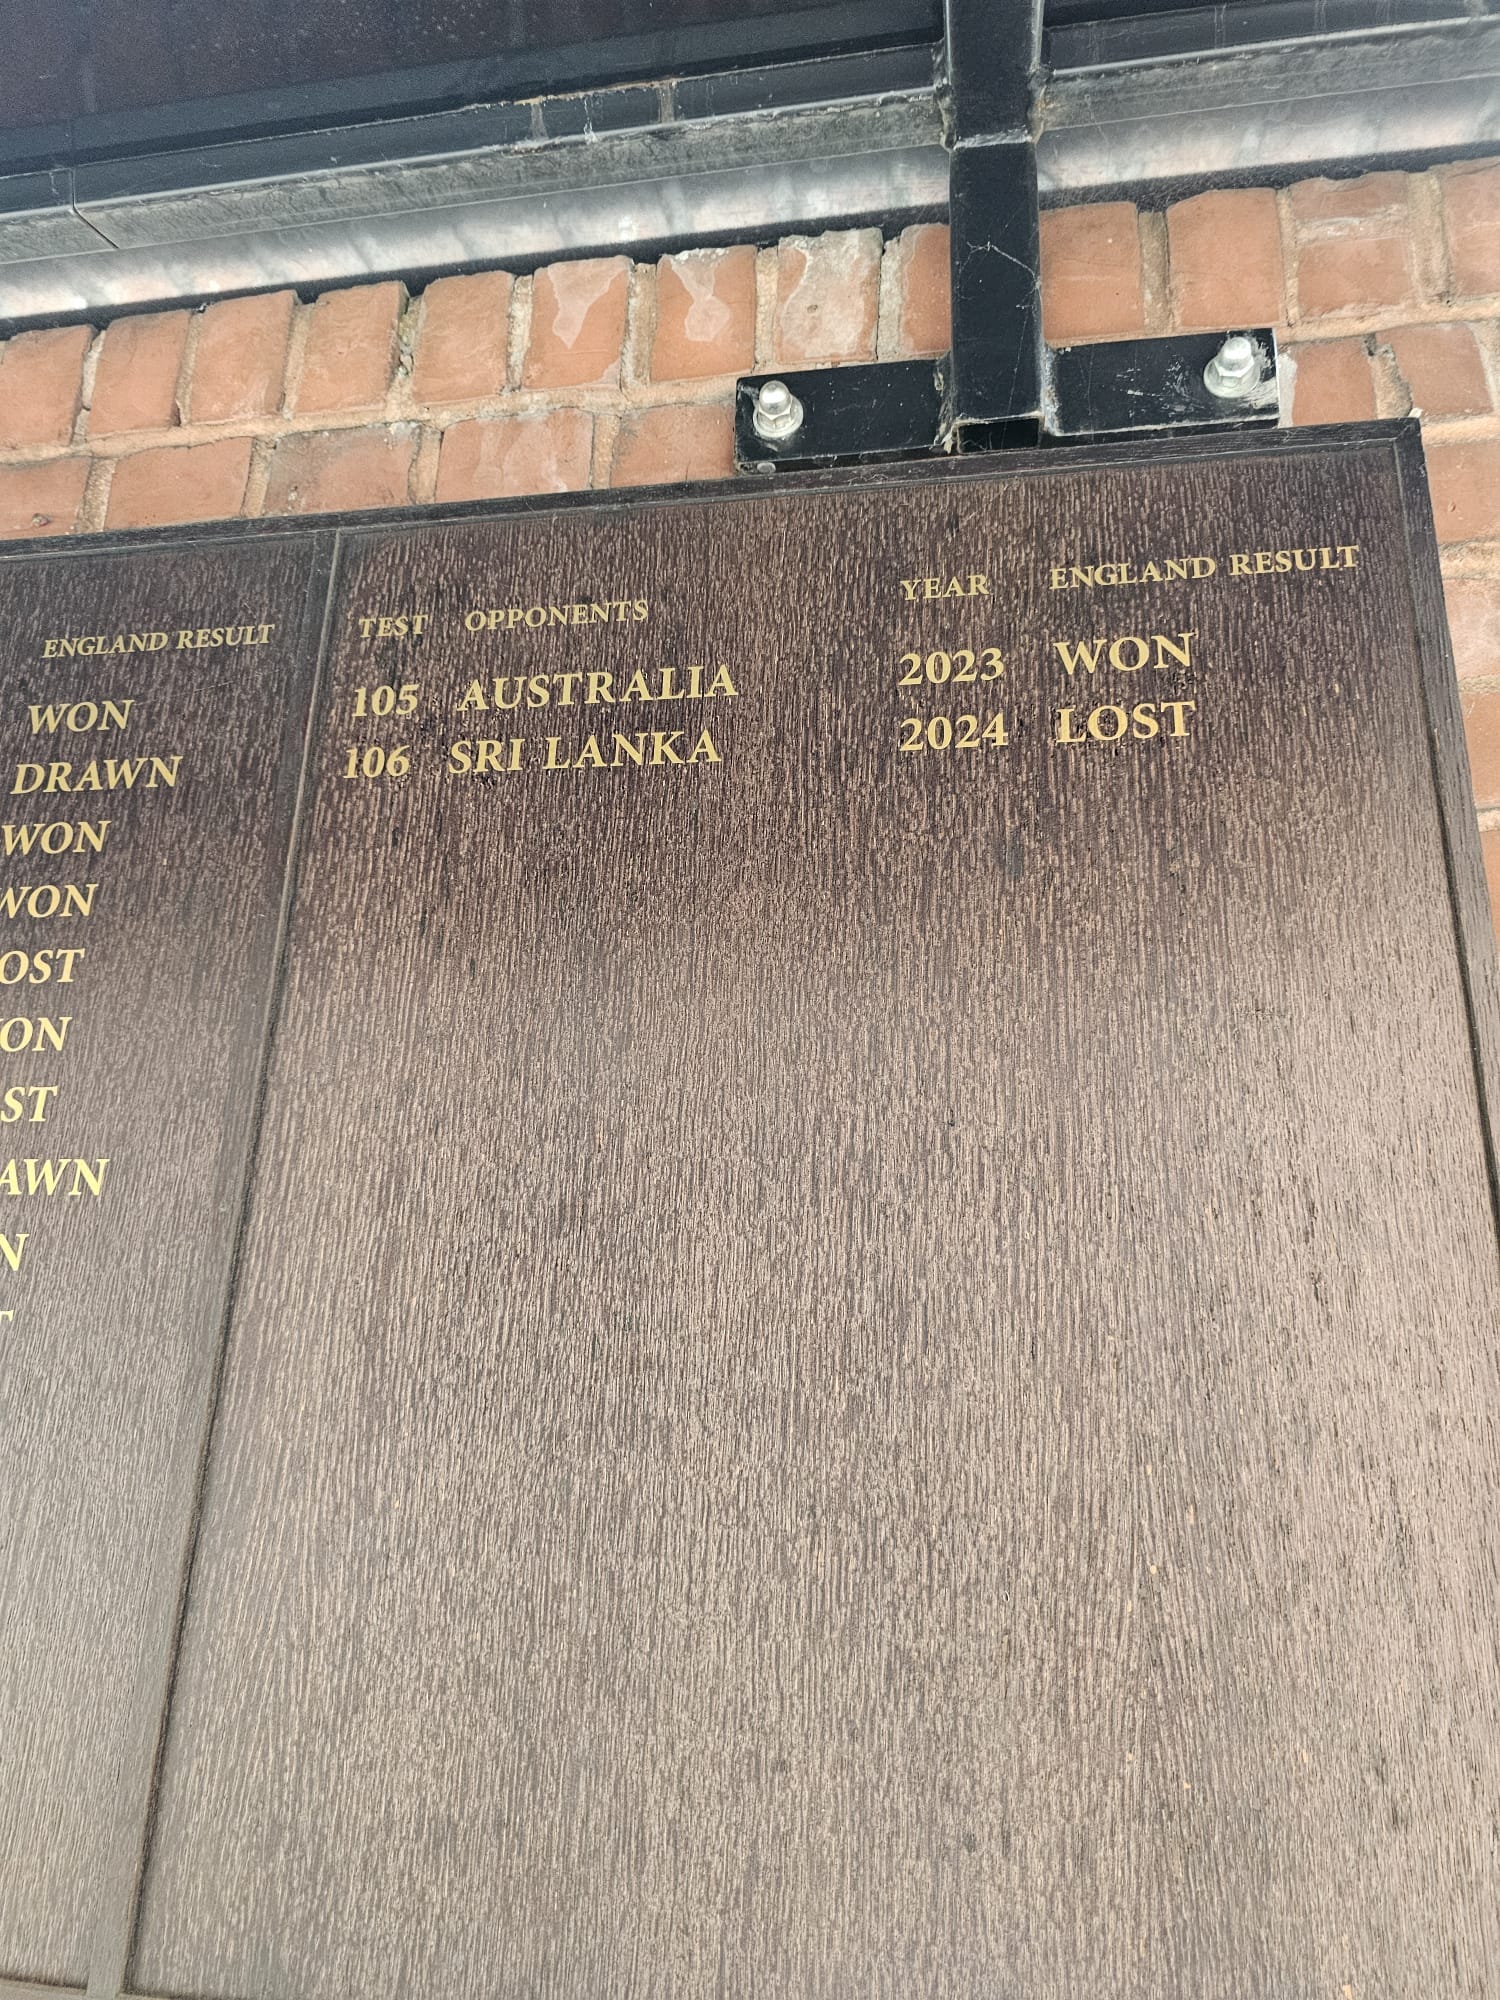 ENGLAND RESULT
WON
DRAWN
WON
WON
TEST OPPONENTS YEAR ENGLAND RESULT
105 AUSTRALIA 2023 WON
106 SRI LANKA 2024 LOST